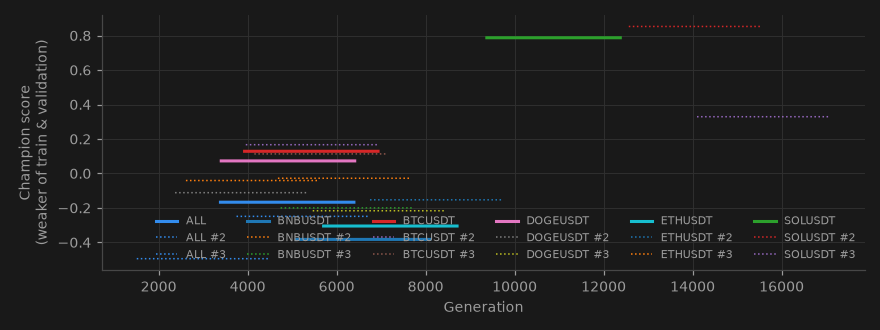 Champion score
(weaker of train & validation)
0.8
0.6
0.4
0.2
0.0
−0.2
−0.4
ALL BNBUSDT BTCUSDT DOGEUSDT ETHUSDT SOLUSDT
ALL #2 BNBUSDT #2 BTCUSDT #2 DOGEUSDT #2 ETHUSDT #2 SOLUSDT #2
ALL #3 BNBUSDT #3 BTCUSDT #3 DOGEUSDT #3 ETHUSDT #3 SOLUSDT #3
2000 4000 6000 8000 10000 12000 14000 16000
Generation